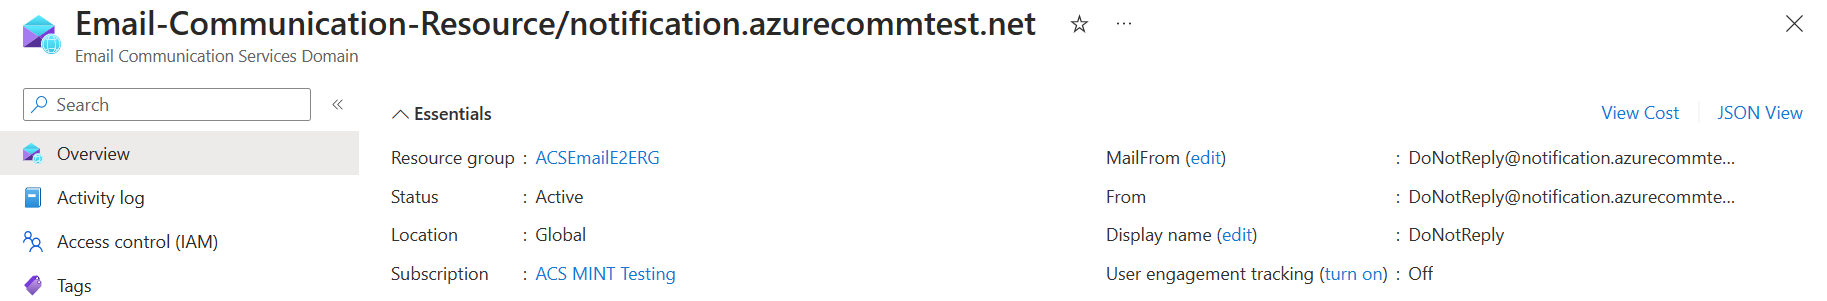 Email-Communication-Resource/notification.azurecommtest.net ☆ ···
Email Communication Services Domain
Search «
Essentials View Cost JSON View
Overview
Resource group : ACSEmailE2ERG MailFrom (edit) : DoNotReply@notification.azurecommte...
Activity log
Status : Active From : DoNotReply@notification.azurecommte...
Access control (IAM)
Location : Global Display name (edit) : DoNotReply
Tags
Subscription : ACS MINT Testing User engagement tracking (turn on) : Off